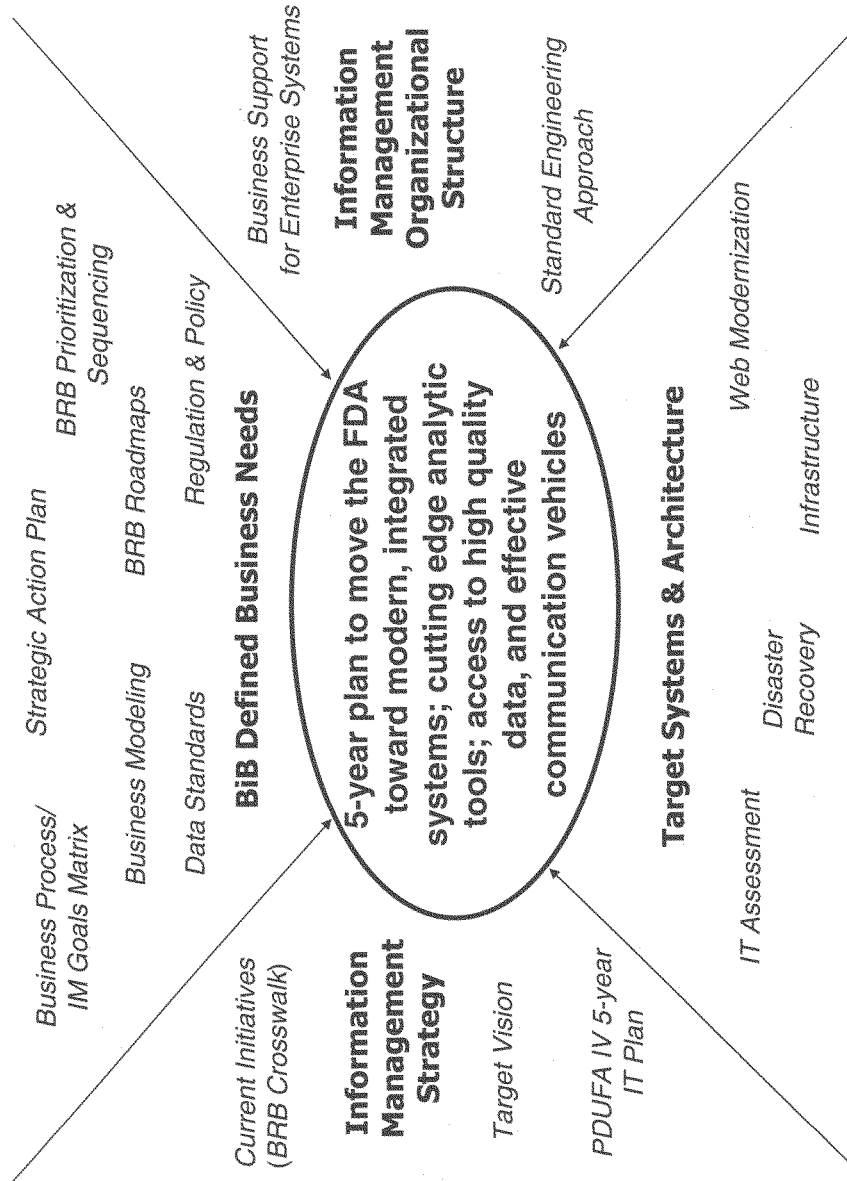 Business Process/
IM Goals Matrix
Strategic Action Plan
BRB Prioritization &
Sequencing
Business Modeling
BRB Roadmaps
Data Standards
Regulation & Policy
BiB Defined Business Needs
Current Initiatives
(BRB Crosswalk)
Information
Management
Strategy
Target Vision
PDUFA IV 5-year
IT Plan
5-year plan to move the FDA
toward modern, integrated
systems; cutting edge analytic
tools; access to high quality
data, and effective
communication vehicles
Business Support
for Enterprise Systems
Information
Management
Organizational
Structure
Standard Engineering
Approach
Target Systems & Architecture
IT Assessment
Disaster
Recovery
Infrastructure
Web Modernization